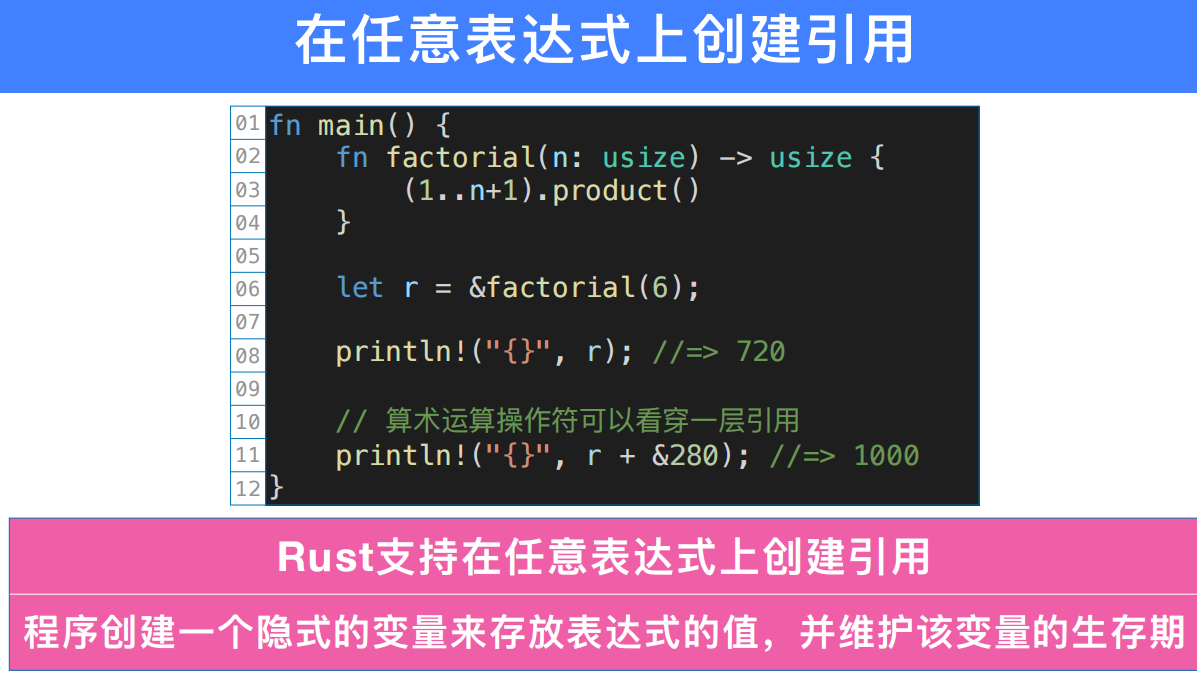 在任意表达式上创建引用
01 fn main() {
02     fn factorial(n: usize) -> usize {
03         (1..n+1).product()
04     }
05
06     let r = &factorial(6);
07
08     println!("{}", r); //=> 720
09
10     // 算术运算操作符可以看穿一层引用
11     println!("{}", r + &280); //=> 1000
12 }
Rust支持在任意表达式上创建引用
程序创建一个隐式的变量来存放表达式的值，并维护该变量的生存期